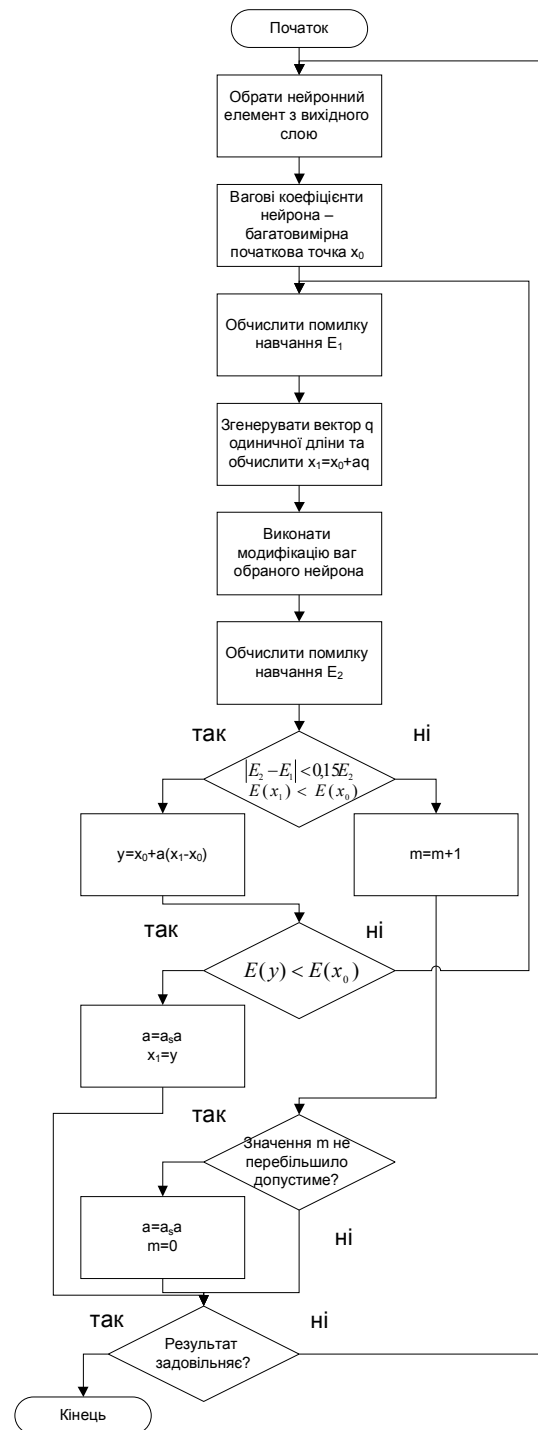 Початок
Обрати нейронний
елемент з вихідного
слою
Вагові коефіцієнти
нейрона –
багатовимірна
початкова точка x₀
Обчислити помилку
навчання E₁
Згенерувати вектор q
одиничної дліни та
обчислити x₁=x₀+aq
Виконати
модифікацію ваг
обраного нейрона
Обчислити помилку
навчання E₂
так
ні
|E₂ − E₁| < 0,15E₂
E(x₁) < E(x₀)
y=x₀+a(x₁-x₀)
m=m+1
так
ні
E(y) < E(x₀)
a=aₛa
x₁=y
так
Значення m не
перебільшило
допустиме?
a=aₛa
m=0
ні
так
ні
Результат
задовільняє?
Кінець